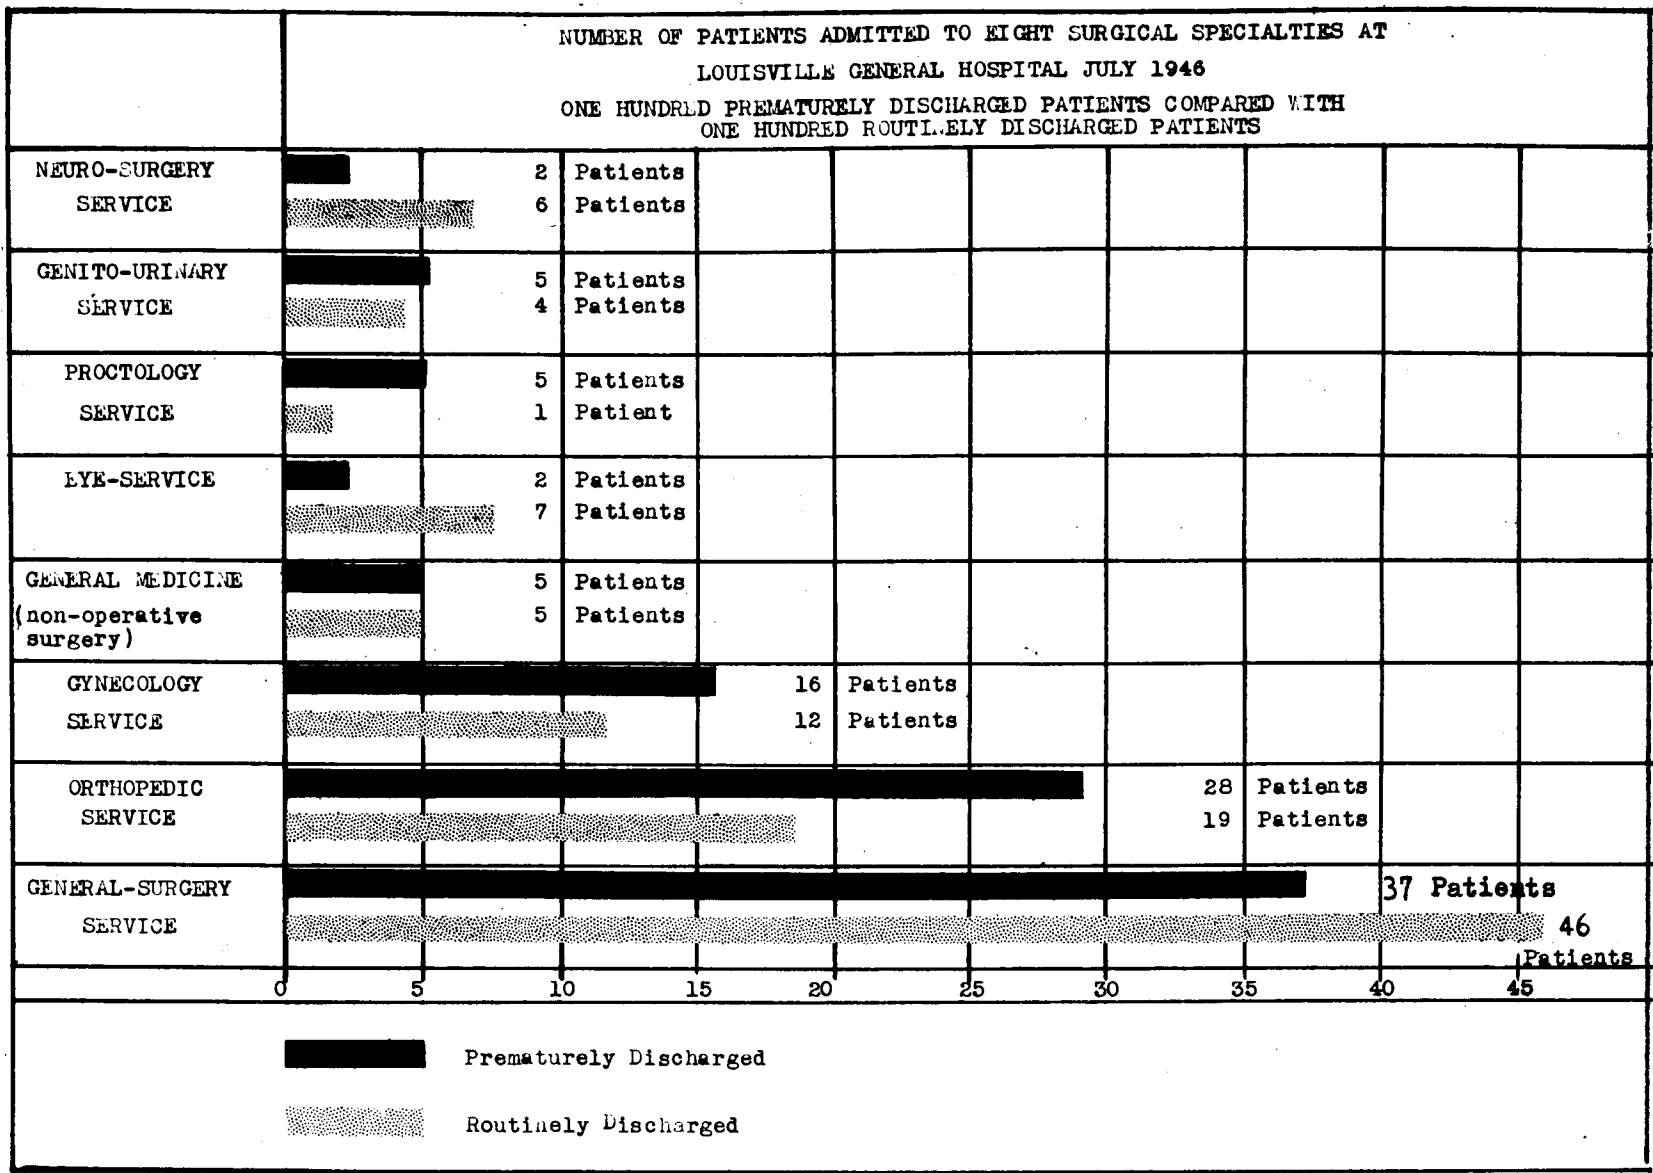 NUMBER OF PATIENTS ADMITTED TO EIGHT SURGICAL SPECIALTIES AT
LOUISVILLE GENERAL HOSPITAL JULY 1946
ONE HUNDRED PREMATURELY DISCHARGED PATIENTS COMPARED WITH
ONE HUNDRED ROUTINELY DISCHARGED PATIENTS
NEURO-SURGERY
SERVICE
2 Patients
6 Patients
GENITO-URINARY
SERVICE
5 Patients
4 Patients
PROCTOLOGY
SERVICE
5 Patients
1 Patient
EYE-SERVICE
2 Patients
7 Patients
GENERAL MEDICINE
(non-operative
surgery)
5 Patients
5 Patients
GYNECOLOGY
SERVICE
16 Patients
12 Patients
ORTHOPEDIC
SERVICE
28 Patients
19 Patients
GENERAL-SURGERY
SERVICE
37 Patients
46
Patients
0 5 10 15 20 25 30 35 40 45
Prematurely Discharged
Routinely Discharged